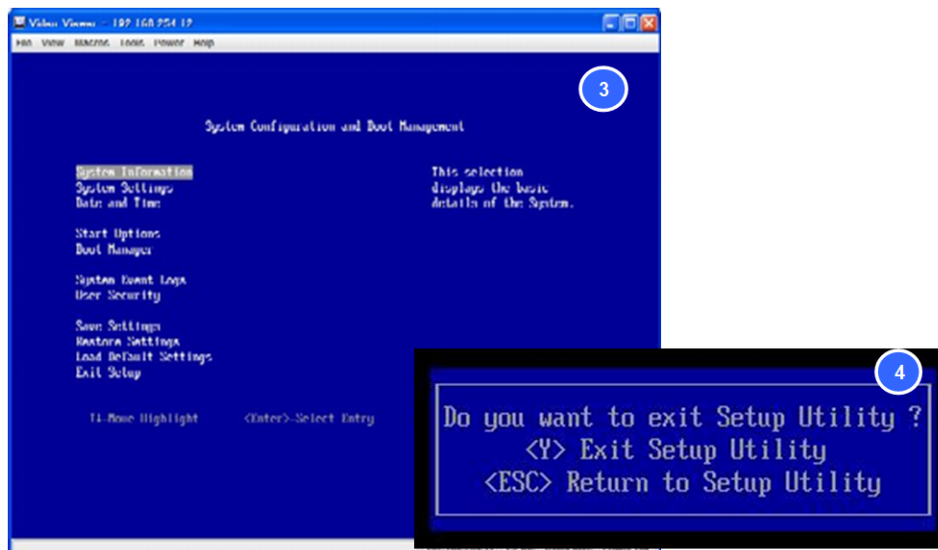 Video Viewer - 192.168.254.12
File View Macros Tools Power Help
3
System Configuration and Boot Management
System Information
System Settings
Date and Time
Start Options
Boot Manager
System Event Logs
User Security
Save Settings
Restore Settings
Load Default Settings
Exit Setup
This selection
displays the basic
details of the System.
↑↓=Move Highlight <Enter>=Select Entry
4
Do you want to exit Setup Utility ?
<Y> Exit Setup Utility
<ESC> Return to Setup Utility